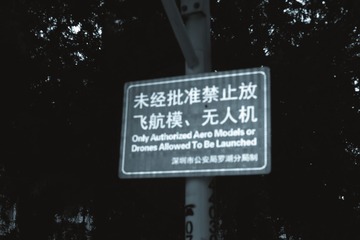 未经批准禁止放
飞航模、无人机
Only Authorized Aero Models or
Drones Allowed To Be Launched
深圳市公安局罗湖分局制